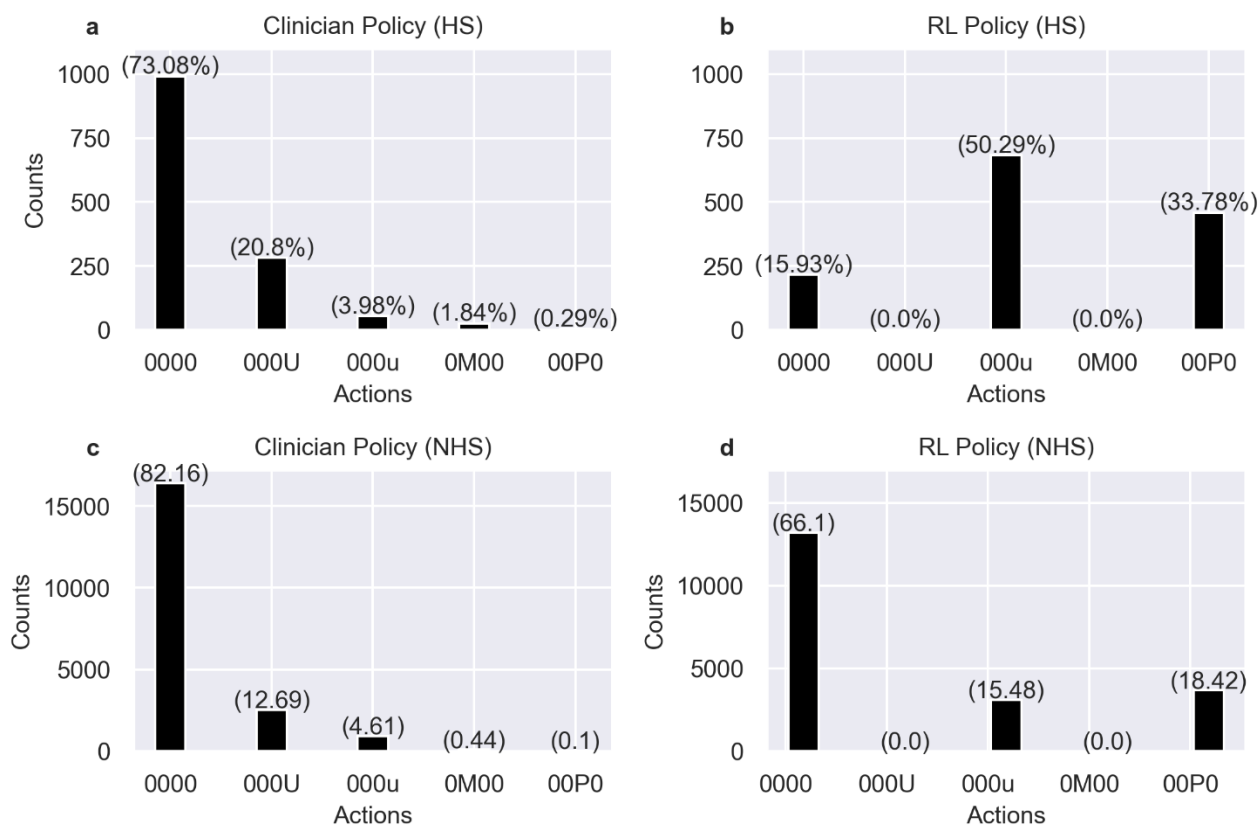 a Clinician Policy (HS)
(73.08%)
1000
750
500
250
0
Counts
(20.8%)
(3.98%)
(1.84%)
(0.29%)
0000 000U 000u 0M00 00P0
Actions
b RL Policy (HS)
1000
750
500
250
0
(15.93%)
(0.0%)
(50.29%)
(0.0%)
(33.78%)
0000 000U 000u 0M00 00P0
Actions
c Clinician Policy (NHS)
(82.16)
15000
10000
5000
0
Counts
(12.69)
(4.61)
(0.44)
(0.1)
0000 000U 000u 0M00 00P0
Actions
d RL Policy (NHS)
15000
10000
5000
0
Counts
(66.1)
(0.0)
(15.48)
(0.0)
(18.42)
0000 000U 000u 0M00 00P0
Actions